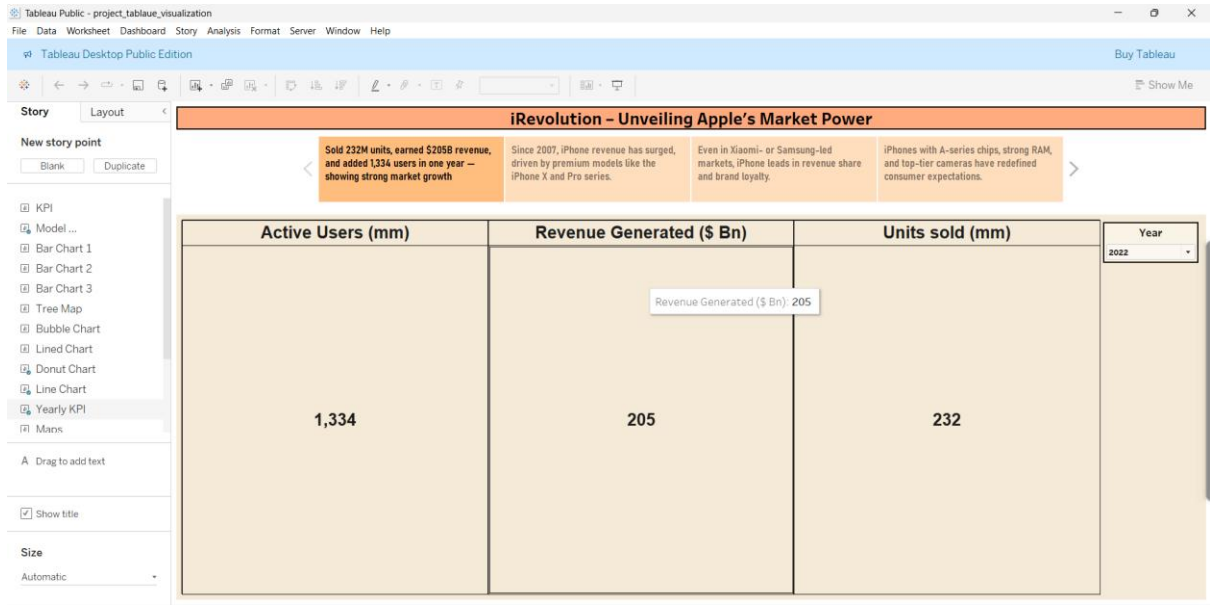 Tableau Public - project_tablaue_visualization
File Data Worksheet Dashboard Story Analysis Format Server Window Help
Tableau Desktop Public Edition
Buy Tableau
Show Me
Story Layout
iRevolution – Unveiling Apple's Market Power
New story point
Blank Duplicate
Sold 232M units, earned $205B revenue,
and added 1,334 users in one year —
showing strong market growth
Since 2007, iPhone revenue has surged,
driven by premium models like the
iPhone X and Pro series.
Even in Xiaomi- or Samsung-led
markets, iPhone leads in revenue share
and brand loyalty.
iPhones with A-series chips, strong RAM,
and top-tier cameras have redefined
consumer expectations.
KPI
Model ...
Bar Chart 1
Bar Chart 2
Bar Chart 3
Tree Map
Bubble Chart
Lined Chart
Donut Chart
Line Chart
Yearly KPI
Maps
A Drag to add text
Show title
Size
Automatic
Active Users (mm) Revenue Generated ($ Bn) Units sold (mm)
Year
2022
Revenue Generated ($ Bn): 205
1,334 205 232